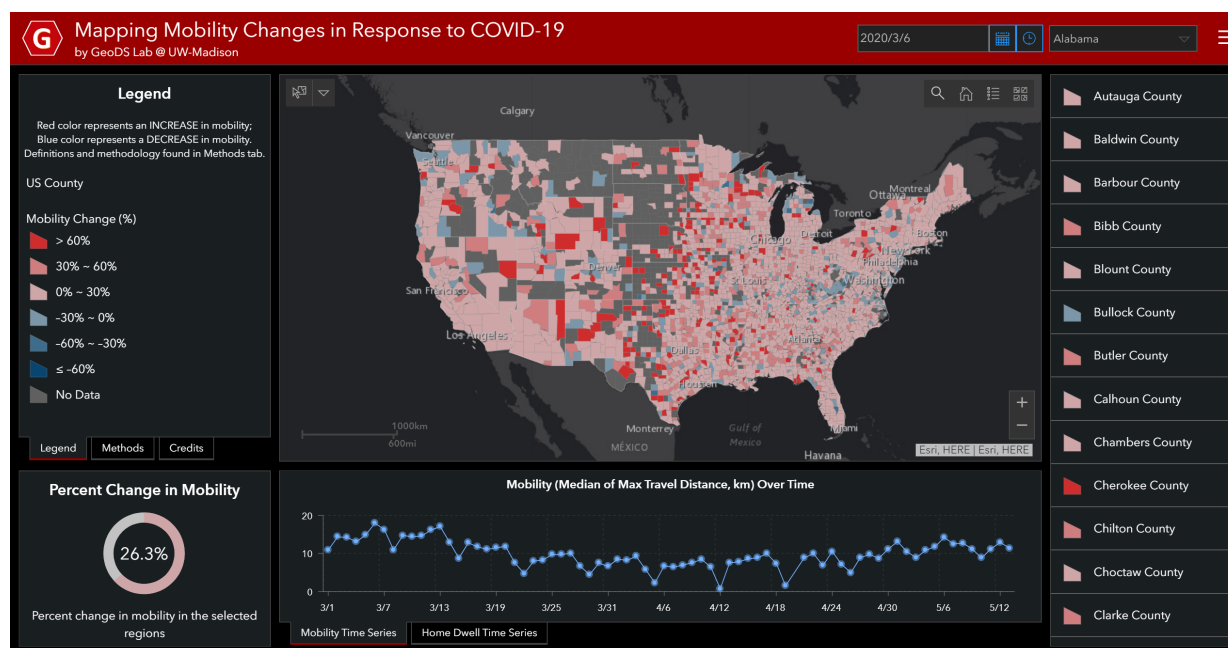 G
Mapping Mobility Changes in Response to COVID-19
by GeoDS Lab @ UW-Madison
2020/3/6
Alabama
Legend
Red color represents an INCREASE in mobility;
Blue color represents a DECREASE in mobility.
Definitions and methodology found in Methods tab.
US County
Mobility Change (%)
> 60%
30% ~ 60%
0% ~ 30%
-30% ~ 0%
-60% ~ -30%
≤ -60%
No Data
Legend
Methods
Credits
Calgary
Vancouver
Seattle
Montreal
Ottawa
Toronto
Boston
Detroit
Chicago
New York
Philadelphia
Denver
St Louis
Washington
San Francisco
Los Angeles
Atlanta
Dallas
Houston
Monterrey
Gulf of
Mexico
Miami
MÉXICO
Havana
1000km
600mi
+
−
Esri, HERE | Esri, HERE
Autauga County
Baldwin County
Barbour County
Bibb County
Blount County
Bullock County
Butler County
Calhoun County
Chambers County
Cherokee County
Chilton County
Choctaw County
Clarke County
Percent Change in Mobility
26.3%
Percent change in mobility in the selected
regions
Mobility (Median of Max Travel Distance, km) Over Time
20
10
0
3/1 3/7 3/13 3/19 3/25 3/31 4/6 4/12 4/18 4/24 4/30 5/6 5/12
Mobility Time Series
Home Dwell Time Series